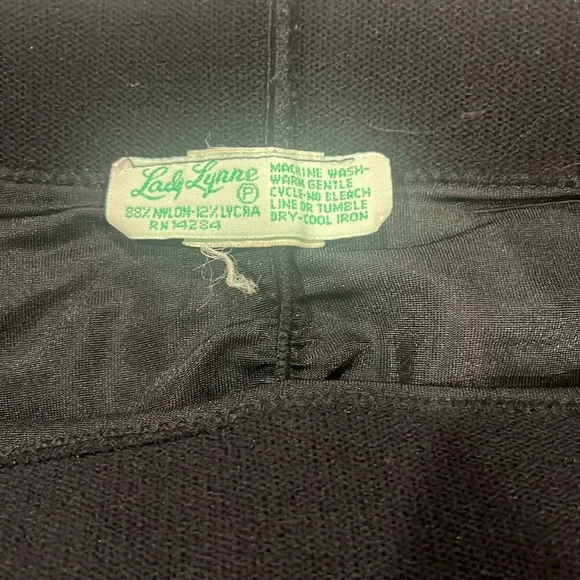 Lady Lynne
P
88% NYLON-12% LYCRA
RN 14284
MACHINE WASH-
WARM GENTLE
CYCLE-NO BLEACH
LINE OR TUMBLE
DRY-COOL IRON